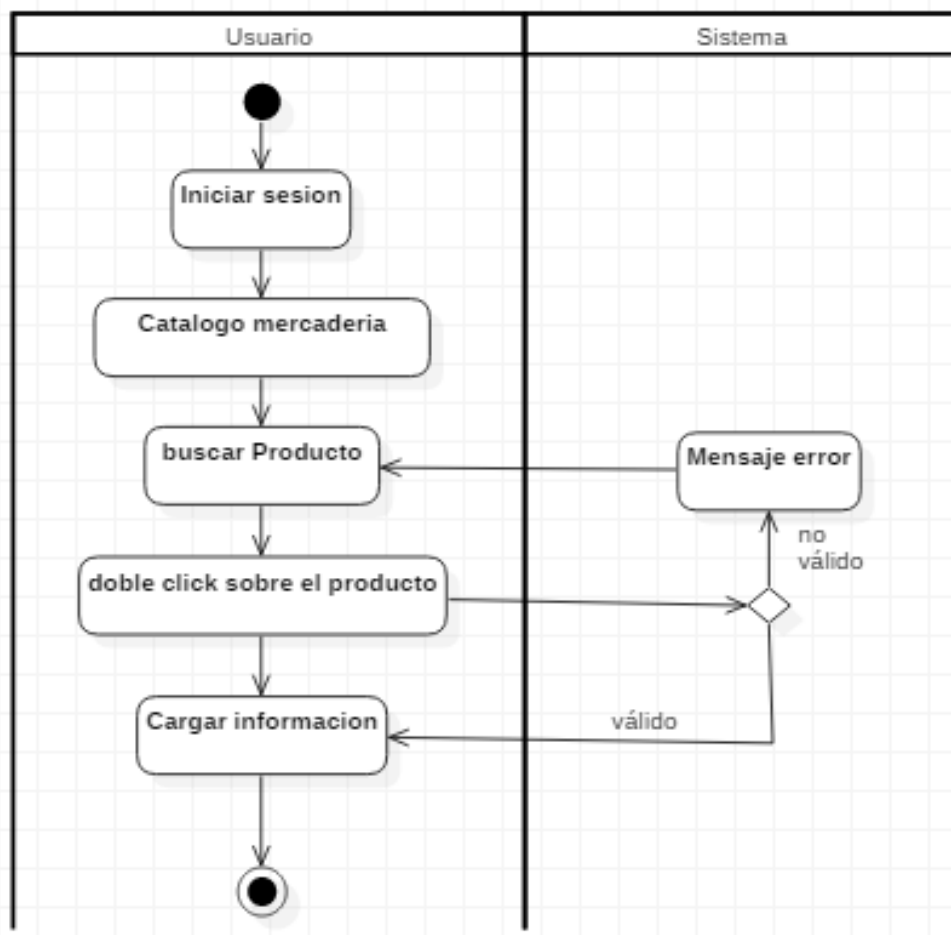 Usuario
Sistema
Iniciar sesion
Catalogo mercaderia
buscar Producto
Mensaje error
no
válido
doble click sobre el producto
Cargar informacion
válido